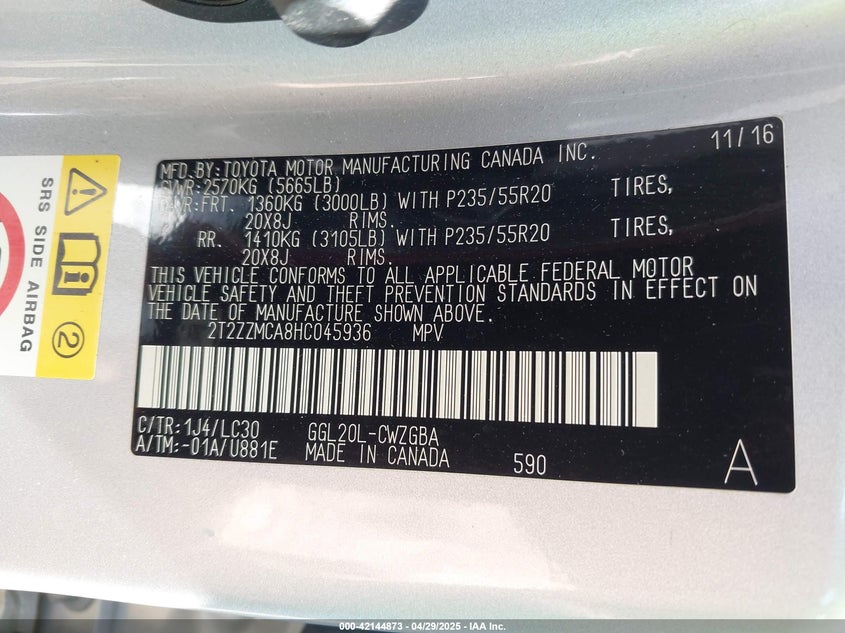 11/16
MFD.BY:TOYOTA MOTOR MANUFACTURING CANADA INC.
GVWR:2570KG (5665LB)
GAWR:FRT. 1360KG (3000LB) WITH P235/55R20 TIRES,
20X8J RIMS.
RR. 1410KG (3105LB) WITH P235/55R20 TIRES,
20X8J RIMS.
THIS VEHICLE CONFORMS TO ALL APPLICABLE FEDERAL MOTOR
VEHICLE SAFETY AND THEFT PREVENTION STANDARDS IN EFFECT ON
THE DATE OF MANUFACTURE SHOWN ABOVE.
2T2ZZMCA8HC045936 MPV
C/TR:1J4/LC30 GGL20L-CWZGBA
A/TM:-01A/U881E MADE IN CANADA 590 A
SRS SIDE AIRBAG
2
000-42144873 - 04/29/2025 - IAA Inc.